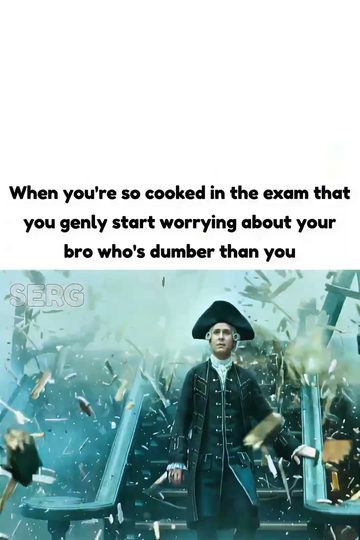 When you're so cooked in the exam that
you genly start worrying about your
bro who's dumber than you
SERG